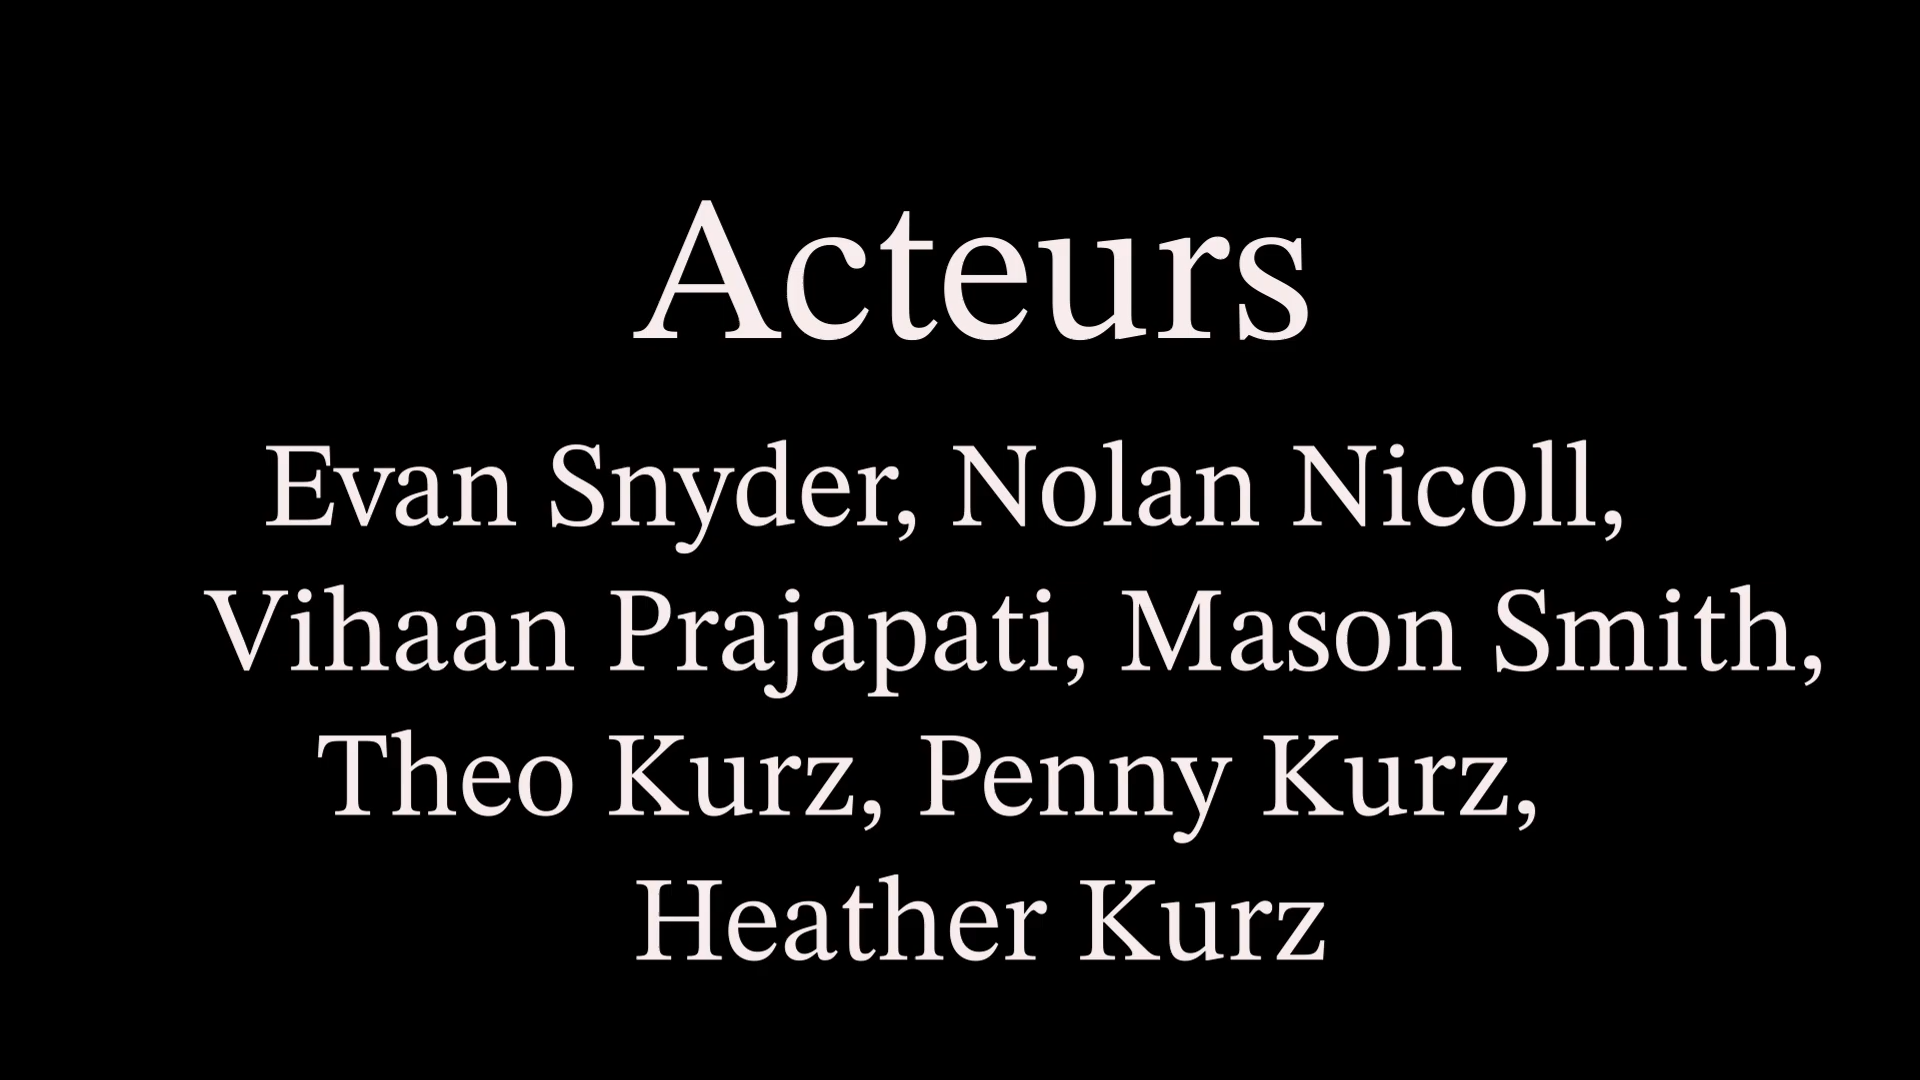 Acteurs
Evan Snyder, Nolan Nicoll,
Vihaan Prajapati, Mason Smith,
Theo Kurz, Penny Kurz,
Heather Kurz